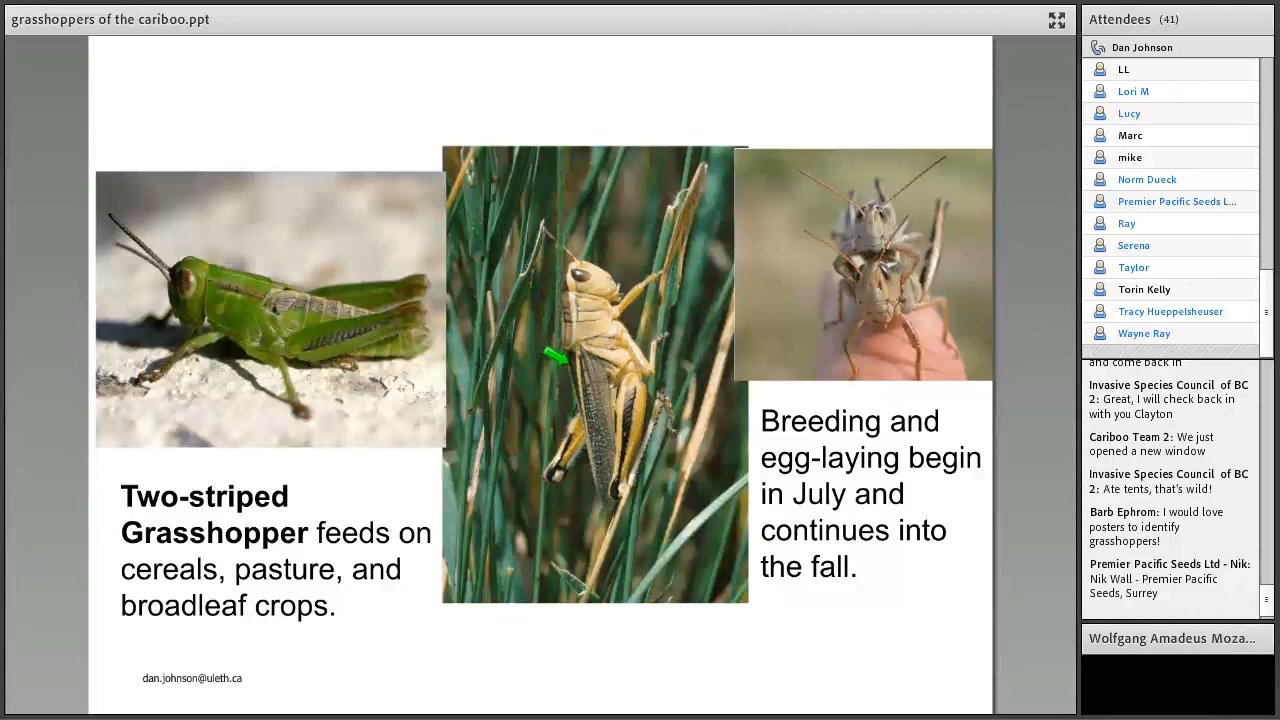 grasshoppers of the cariboo.ppt
Two-striped
Grasshopper feeds on
cereals, pasture, and
broadleaf crops.
Breeding and
egg-laying begin
in July and
continues into
the fall.
dan.johnson@uleth.ca
Attendees (41)
Dan Johnson
LL
Lori M
Lucy
Marc
mike
Norm Dueck
Premier Pacific Seeds L...
Ray
Serena
Taylor
Torin Kelly
Tracy Hueppelsheuser
Wayne Ray
and come back in
Invasive Species Council of BC
2: Great, I will check back in
with you Clayton
Cariboo Team 2: We just
opened a new window
Invasive Species Council of BC
2: Ate tents, that's wild!
Barb Ephrom: I would love
posters to identify
grasshoppers!
Premier Pacific Seeds Ltd - Nik:
Nik Wall - Premier Pacific
Seeds, Surrey
Wolfgang Amadeus Moza...